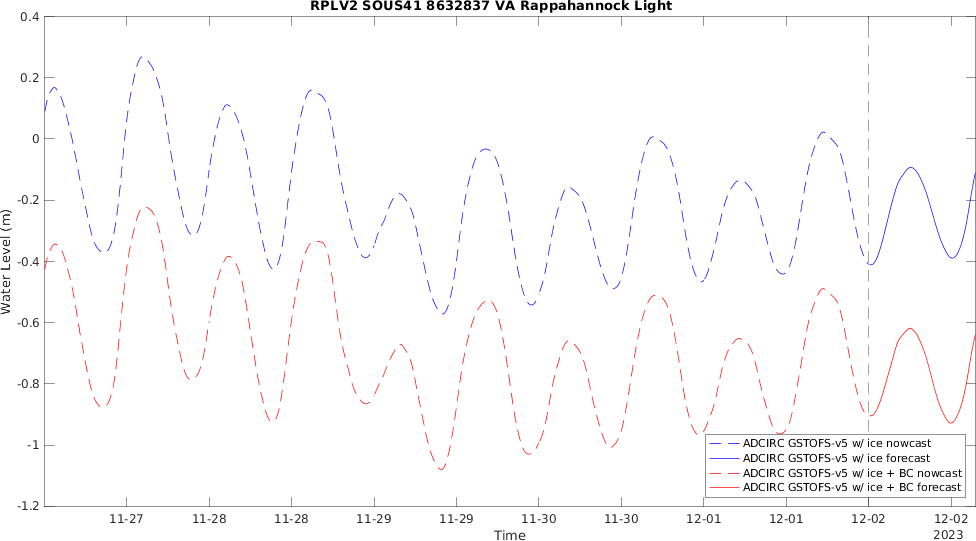 RPLV2 SOUS41 8632837 VA Rappahannock Light
0.4
0.2
0
-0.2
-0.4
-0.6
-0.8
-1
-1.2
Water Level (m)
ADCIRC GSTOFS-v5 w/ ice nowcast
ADCIRC GSTOFS-v5 w/ ice forecast
ADCIRC GSTOFS-v5 w/ ice + BC nowcast
ADCIRC GSTOFS-v5 w/ ice + BC forecast
11-27 11-28 11-28 11-29 11-29 11-30 11-30 12-01 12-01 12-02 12-02
Time
2023